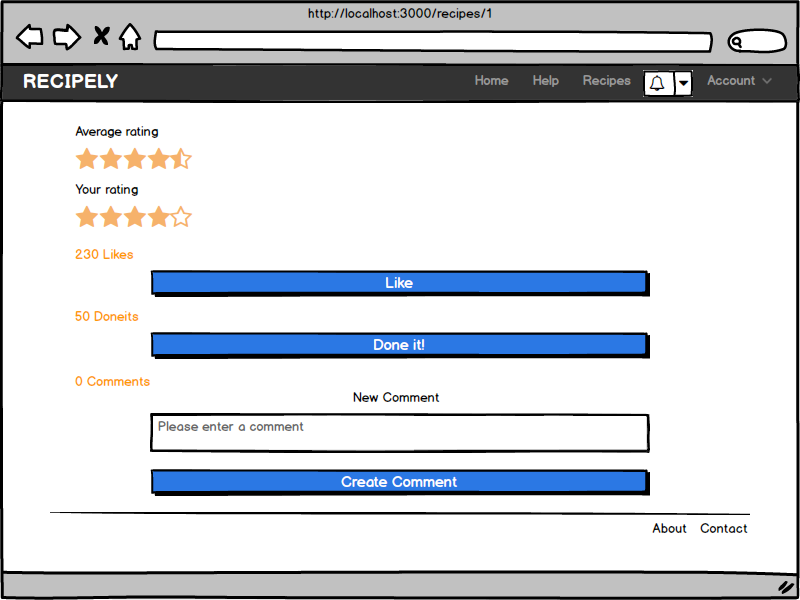 http://localhost:3000/recipes/1
RECIPELY Home Help Recipes Account
Average rating
Your rating
230 Likes
Like
50 Doneits
Done it!
0 Comments
New Comment
Please enter a comment
Create Comment
About Contact